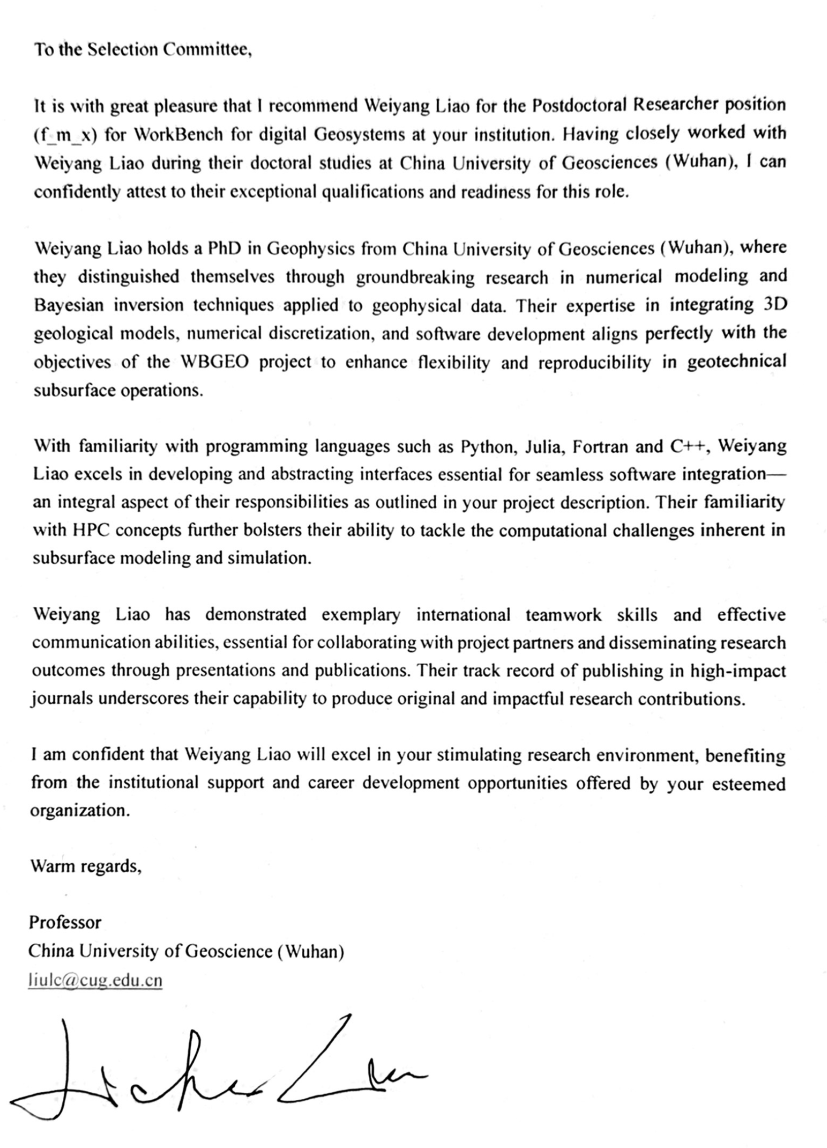 To the Selection Committee,
It is with great pleasure that I recommend Weiyang Liao for the Postdoctoral Researcher position
(f_m_x) for WorkBench for digital Geosystems at your institution. Having closely worked with
Weiyang Liao during their doctoral studies at China University of Geosciences (Wuhan), I can
confidently attest to their exceptional qualifications and readiness for this role.
Weiyang Liao holds a PhD in Geophysics from China University of Geosciences (Wuhan), where
they distinguished themselves through groundbreaking research in numerical modeling and
Bayesian inversion techniques applied to geophysical data. Their expertise in integrating 3D
geological models, numerical discretization, and software development aligns perfectly with the
objectives of the WBGEO project to enhance flexibility and reproducibility in geotechnical
subsurface operations.
With familiarity with programming languages such as Python, Julia, Fortran and C++, Weiyang
Liao excels in developing and abstracting interfaces essential for seamless software integration—
an integral aspect of their responsibilities as outlined in your project description. Their familiarity
with HPC concepts further bolsters their ability to tackle the computational challenges inherent in
subsurface modeling and simulation.
Weiyang Liao has demonstrated exemplary international teamwork skills and effective
communication abilities, essential for collaborating with project partners and disseminating research
outcomes through presentations and publications. Their track record of publishing in high-impact
journals underscores their capability to produce original and impactful research contributions.
I am confident that Weiyang Liao will excel in your stimulating research environment, benefiting
from the institutional support and career development opportunities offered by your esteemed
organization.
Warm regards,
Professor
China University of Geoscience (Wuhan)
liulc@cug.edu.cn